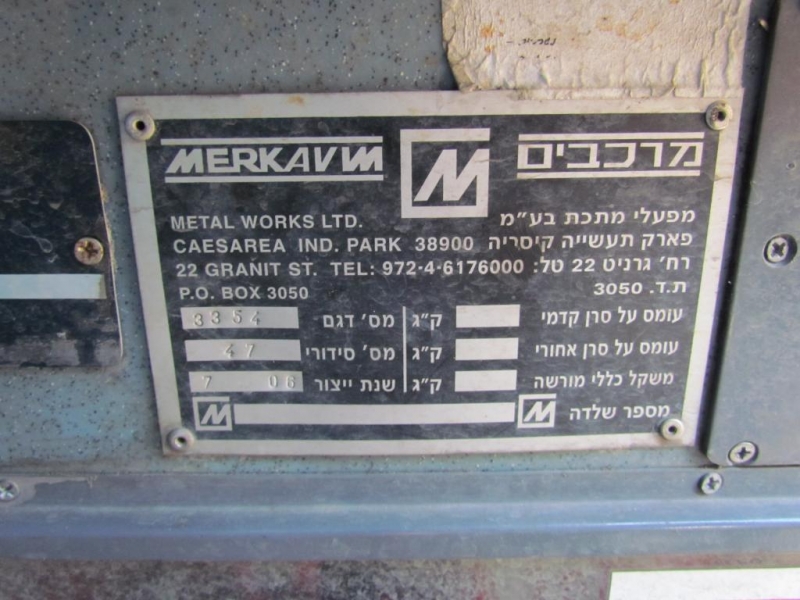 MERKAVIM M מרכבים
METAL WORKS LTD. מפעלי מתכת בע"מ
CAESAREA IND. PARK 38900 פארק תעשייה קיסריה
22 GRANIT ST. TEL: 972-4-6176000 רח' גרניט 22 טל:
P.O. BOX 3050 ת.ד. 3050
עומס על סרן קדמי ק"ג מס' דגם 3354
עומס על סרן אחורי ק"ג מס' סידורי 47
משקל כללי מורשה ק"ג שנת ייצור 7 06
מספר שלדה M M